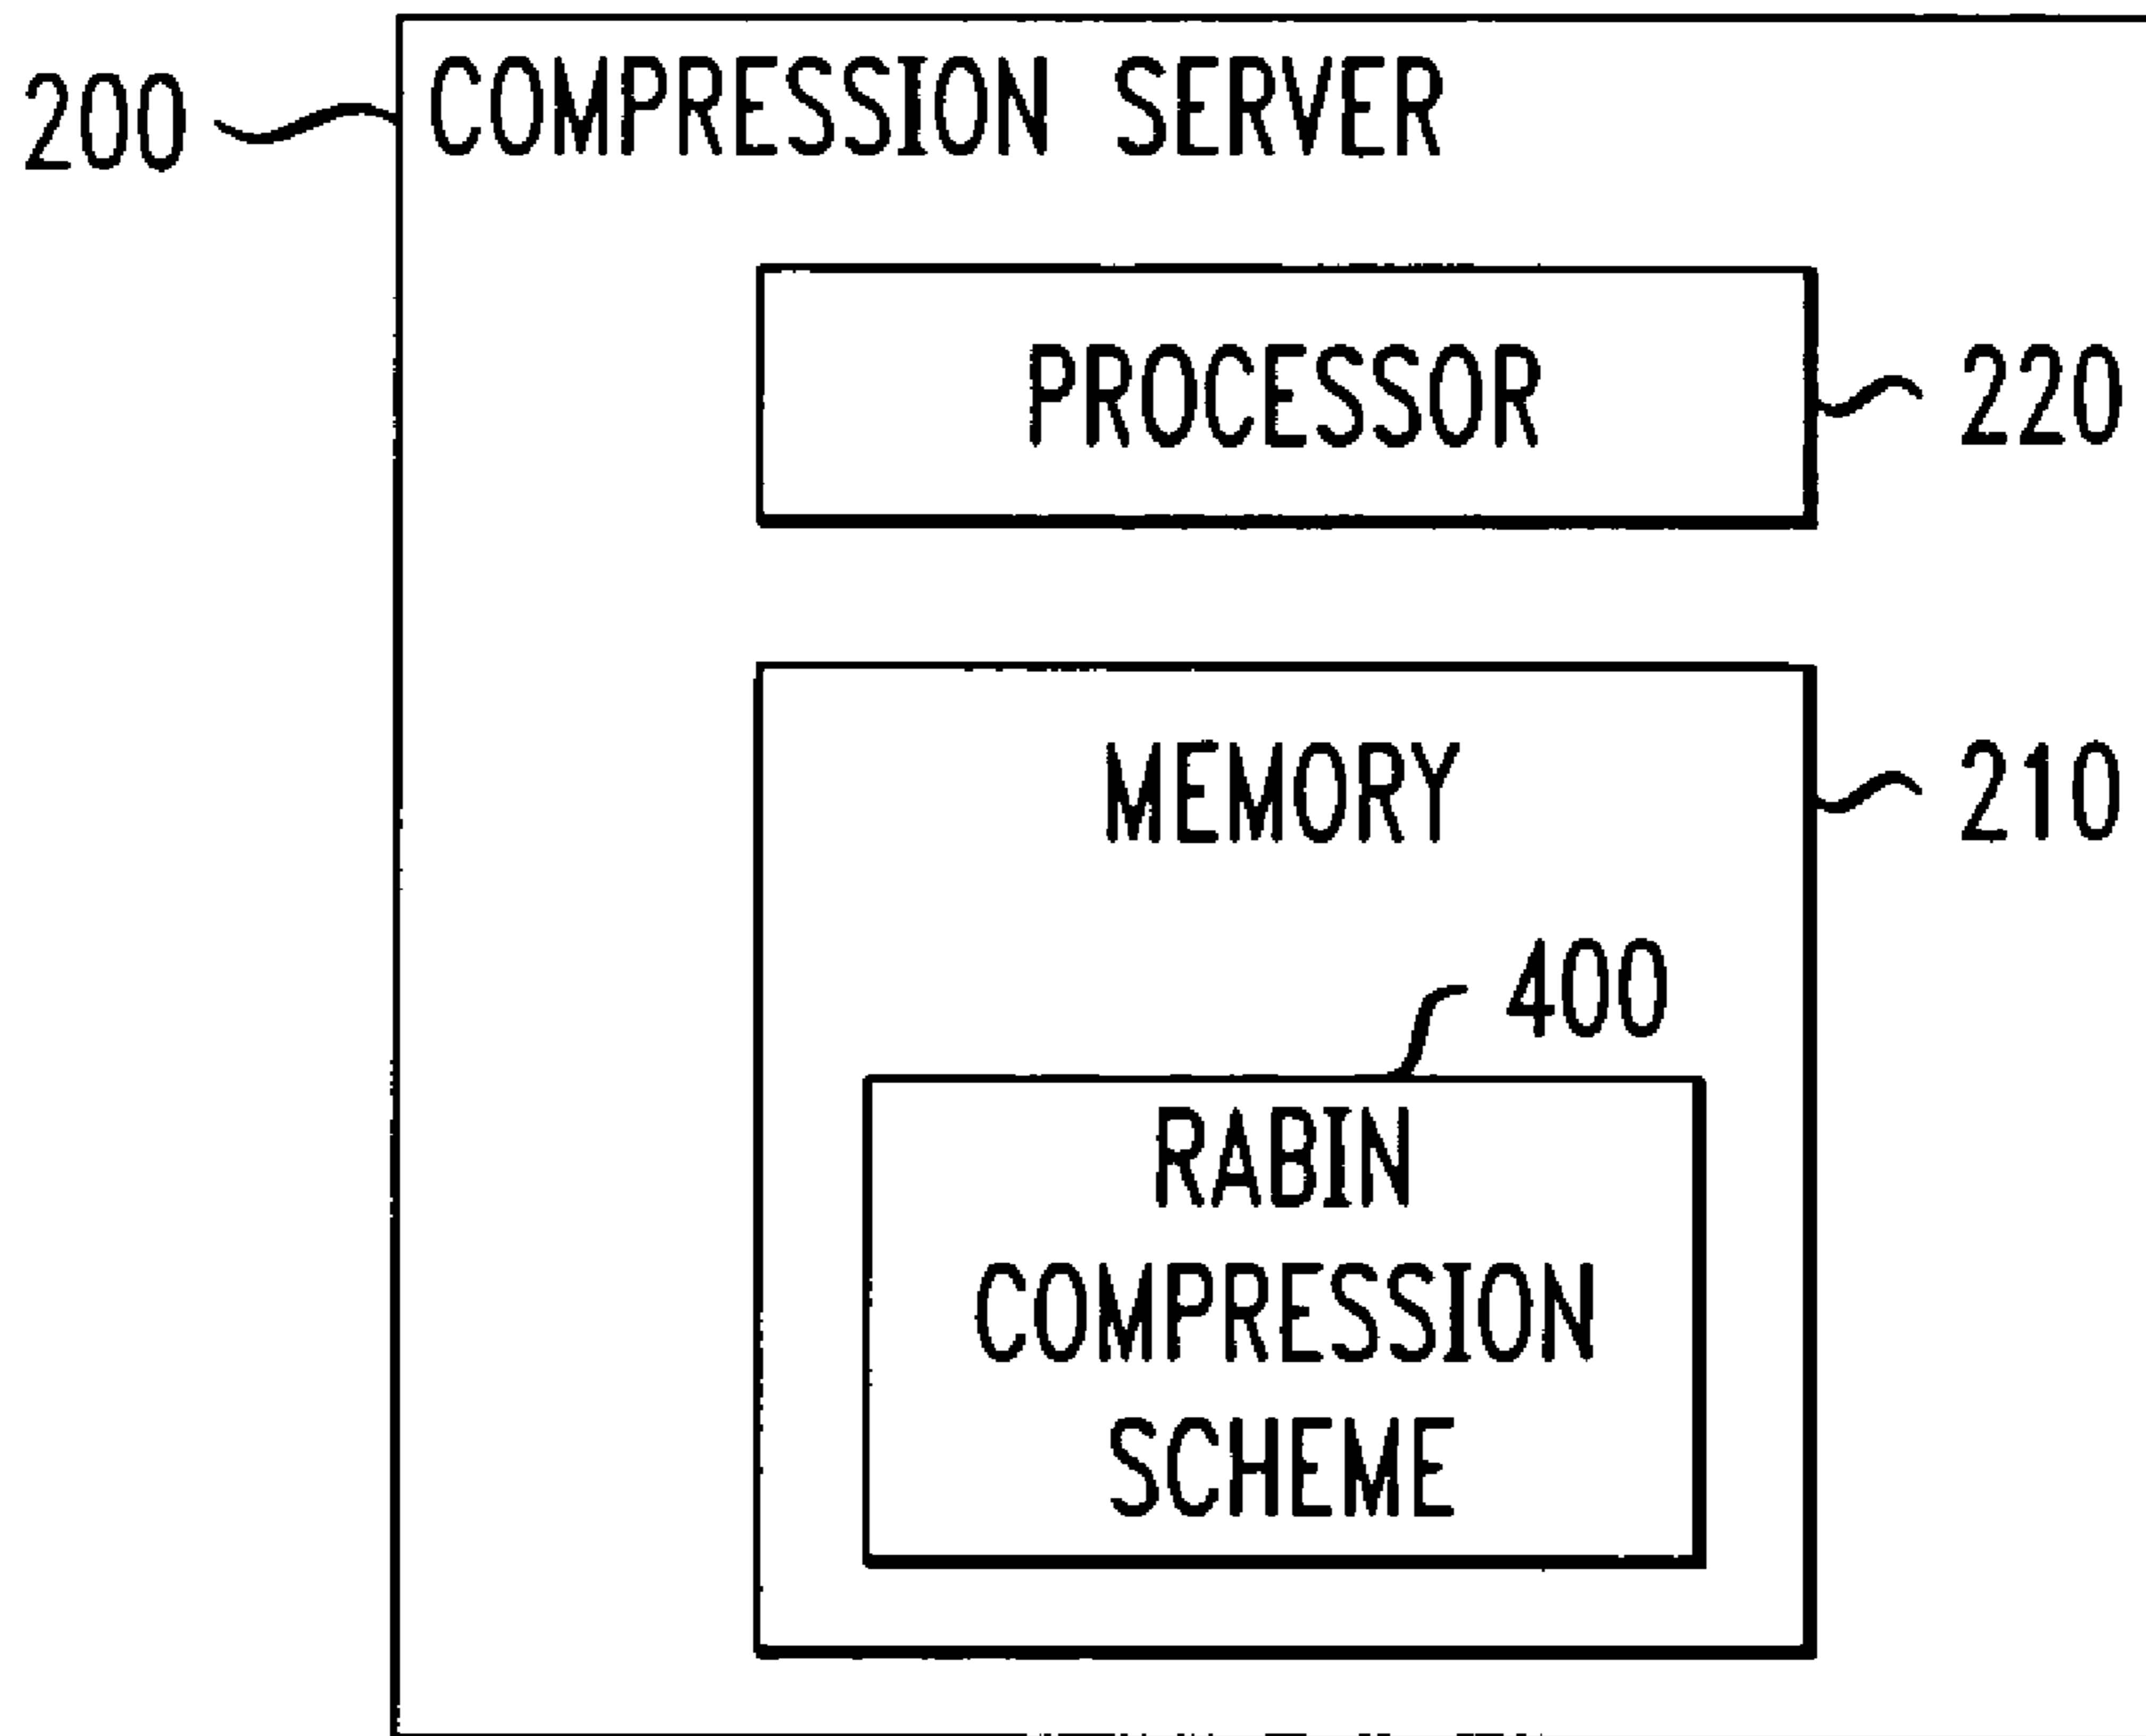 200
COMPRESSION SERVER
PROCESSOR
220
MEMORY
210
400
RABIN
COMPRESSION
SCHEME